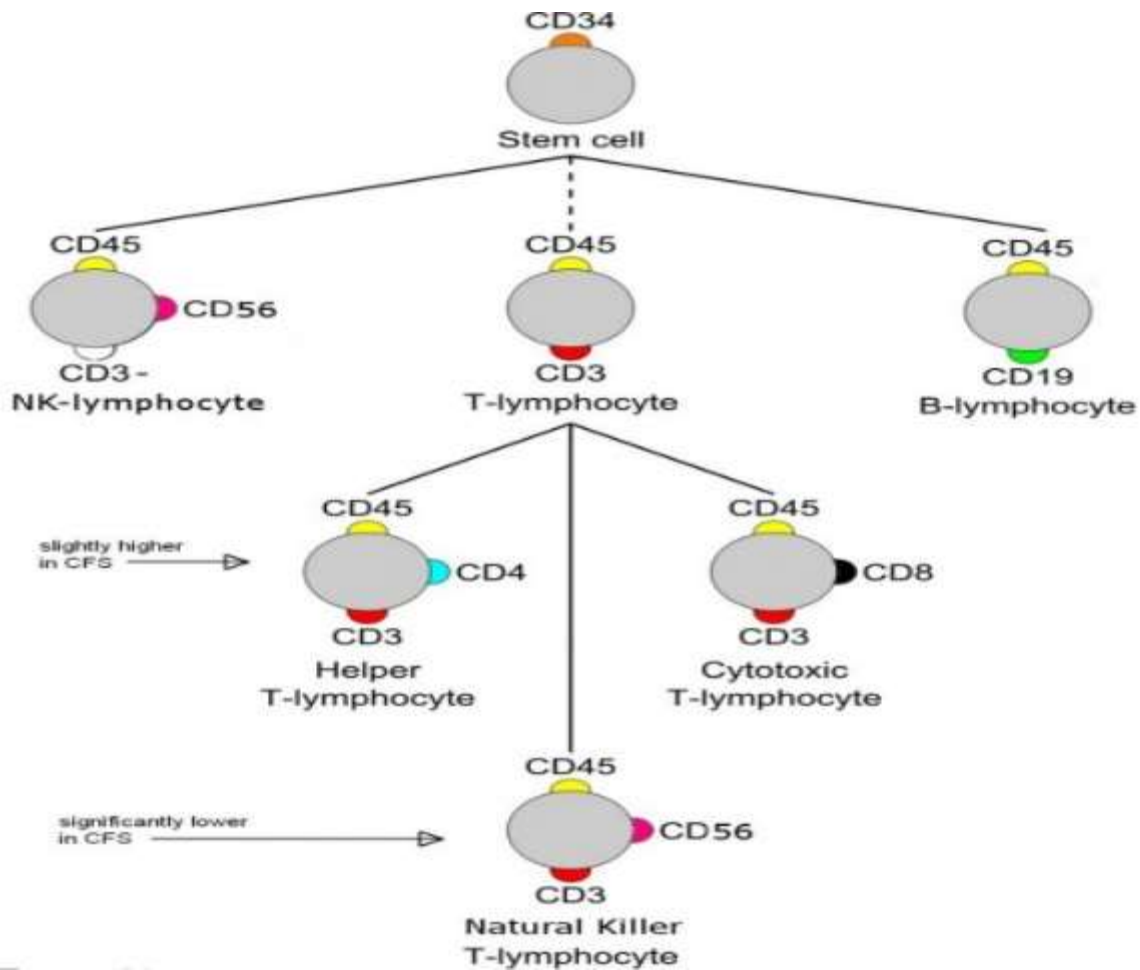 CD34
Stem cell
CD45
CD45
CD45
CD56
CD3-
NK-lymphocyte
CD3
T-lymphocyte
CD19
B-lymphocyte
slightly higher
in CFS
CD45
CD4
CD3
Helper
T-lymphocyte
CD45
CD8
CD3
Cytotoxic
T-lymphocyte
significantly lower
in CFS
CD45
CD56
CD3
Natural Killer
T-lymphocyte